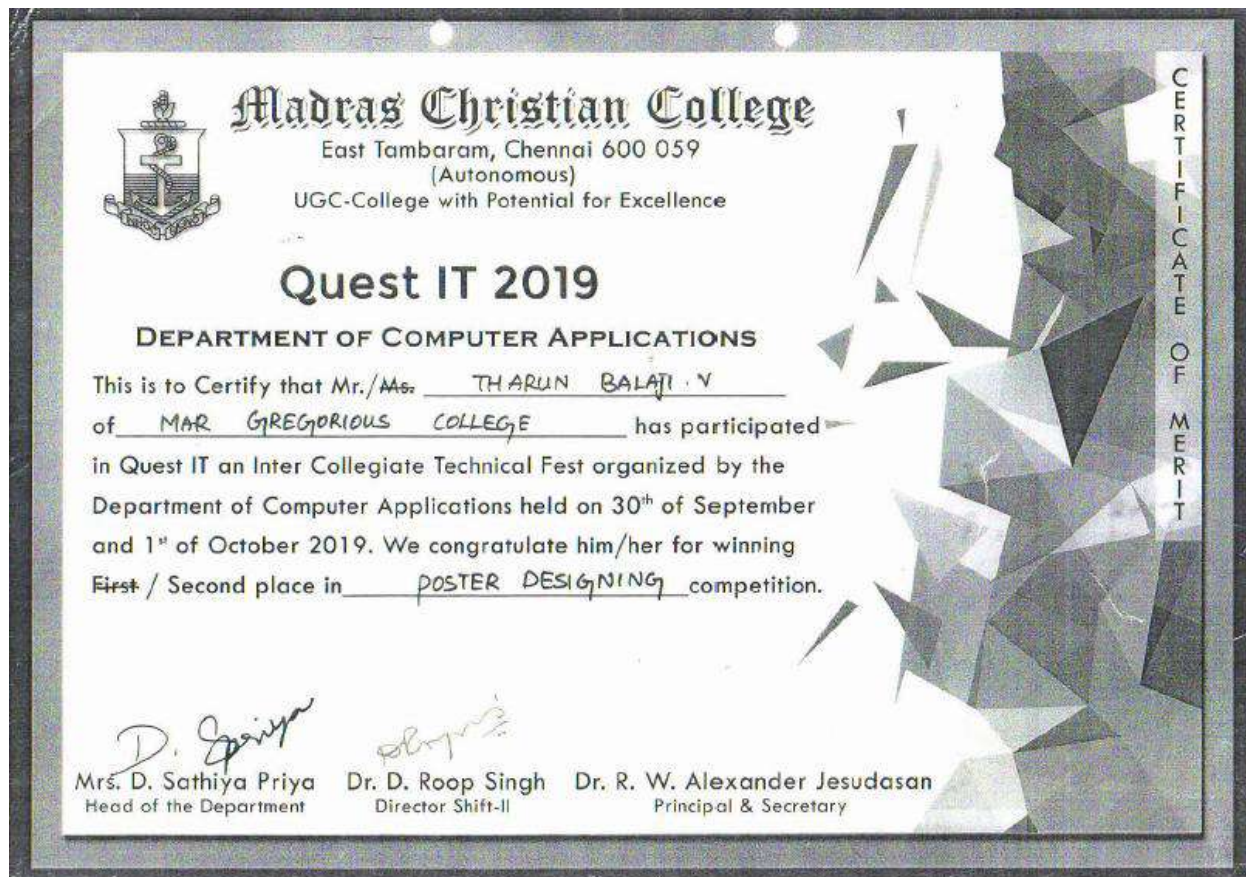 Madras Christian College
East Tambaram, Chennai 600 059
(Autonomous)
UGC-College with Potential for Excellence
Quest IT 2019
DEPARTMENT OF COMPUTER APPLICATIONS
This is to Certify that Mr./Ms. THARUN BALAJI . V
of MAR GREGORIOUS COLLEGE has participated
in Quest IT an Inter Collegiate Technical Fest organized by the
Department of Computer Applications held on 30th of September
and 1st of October 2019. We congratulate him/her for winning
First / Second place in POSTER DESIGNING competition.
D. Spriya
Mrs. D. Sathiya Priya
Head of the Department
Dr. D. Roop Singh
Director Shift-II
Dr. R. W. Alexander Jesudasan
Principal & Secretary
CERTIFICATE OF MERIT